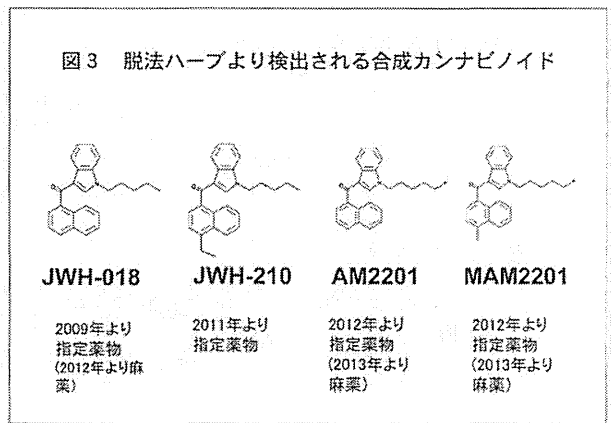 図3 脱法ハーブより検出される合成カンナビノイド
JWH-018
JWH-210
AM2201
MAM2201
2009年より
指定薬物
(2012年より麻
薬)
2011年より
指定薬物
2012年より
指定薬物
(2013年より
麻薬)
2012年より
指定薬物
(2013年より
麻薬)